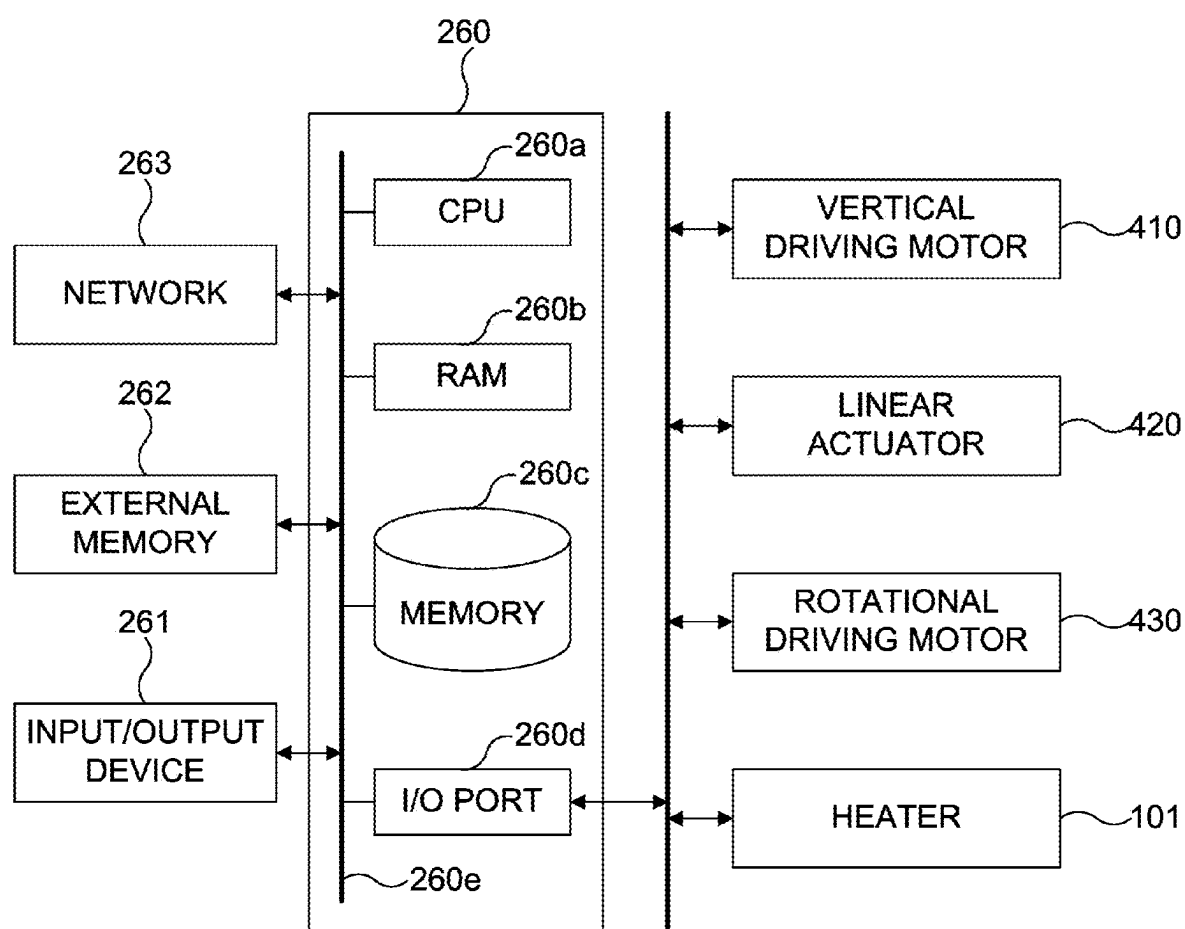 260
263
NETWORK
262
EXTERNAL
MEMORY
261
INPUT/OUTPUT
DEVICE
260a
CPU
260b
RAM
260c
MEMORY
260d
I/O PORT
260e
VERTICAL
DRIVING MOTOR
410
LINEAR
ACTUATOR
420
ROTATIONAL
DRIVING MOTOR
430
HEATER
101